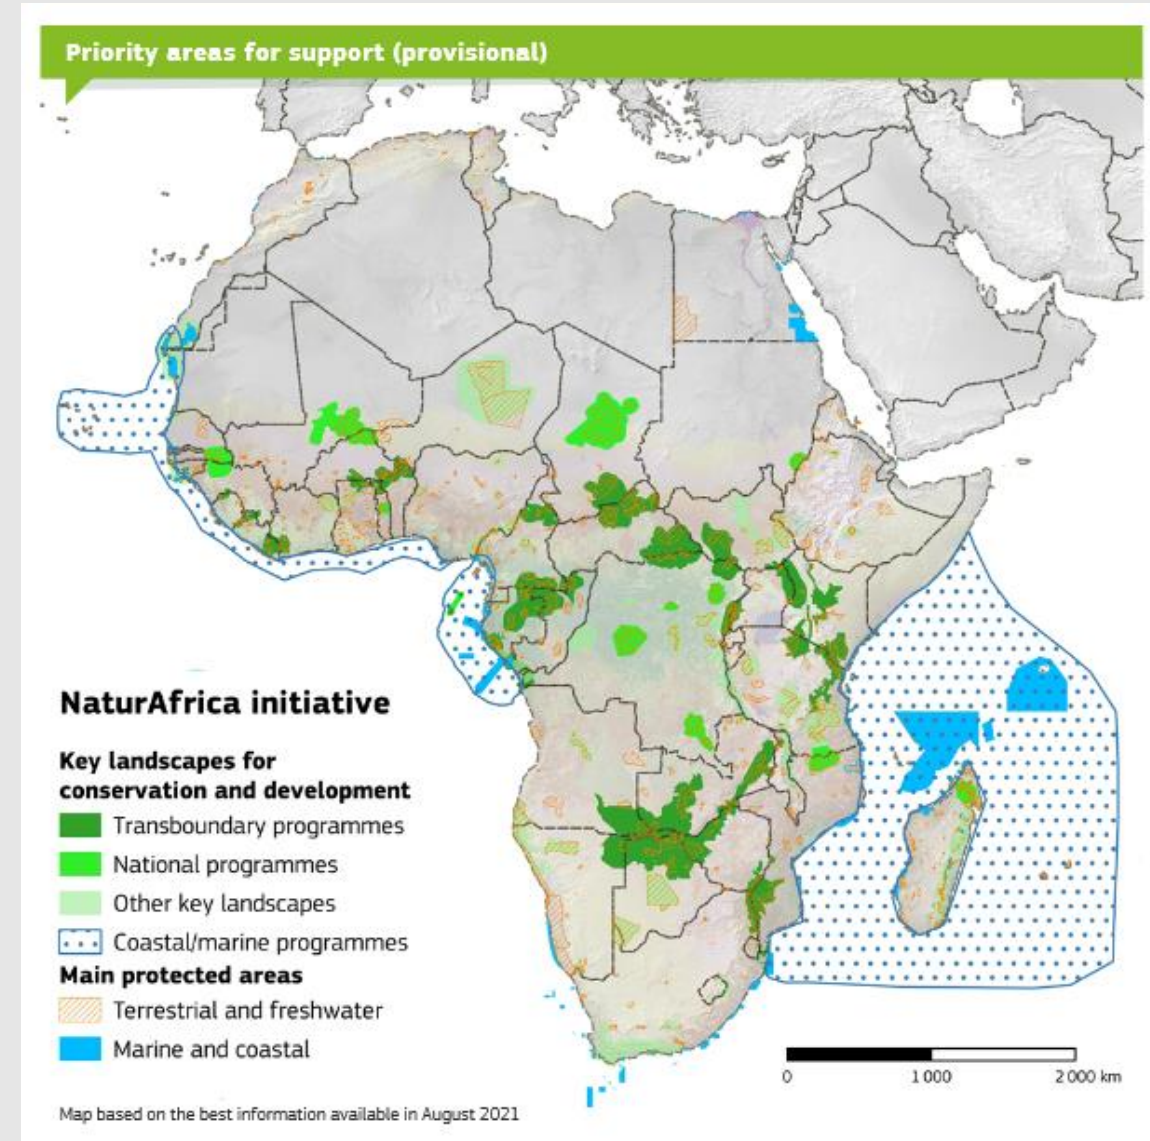 Priority areas for support (provisional)
NaturAfrica initiative
Key landscapes for
conservation and development
Transboundary programmes
National programmes
Other key landscapes
Coastal/marine programmes
Main protected areas
Terrestrial and freshwater
Marine and coastal
0 1 000 2 000 km
Map based on the best information available in August 2021